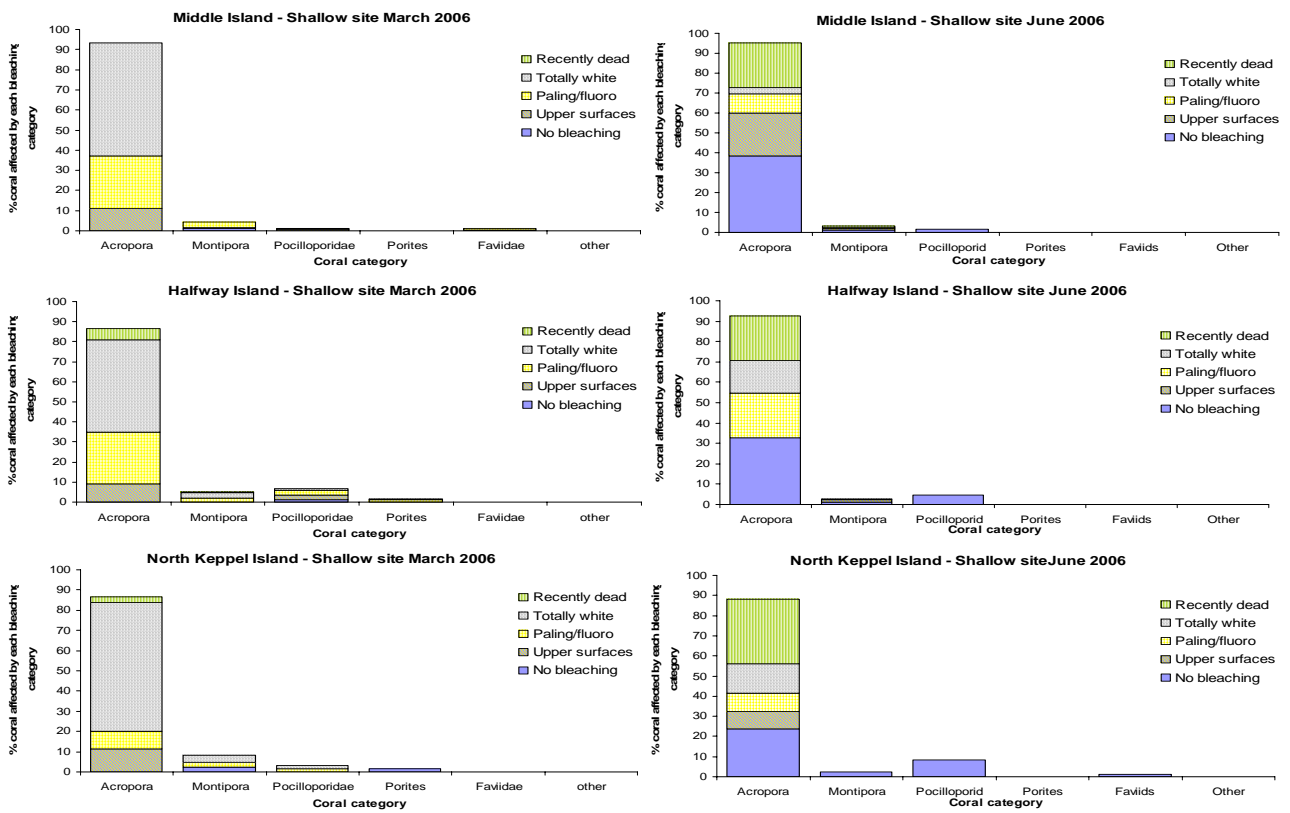 Middle Island - Shallow site March 2006
% coral affected by each bleaching
category
100
90
80
70
60
50
40
30
20
10
0
Recently dead
Totally white
Paling/fluoro
Upper surfaces
No bleaching
Acropora Montipora Pocilloporidae Porites Faviidae other
Coral category
Middle Island - Shallow site June 2006
% coral affected by each bleaching
category
100
90
80
70
60
50
40
30
20
10
0
Recently dead
Totally white
Paling/fluoro
Upper surfaces
No bleaching
Acropora Montipora Pocilloporid Porites Faviids Other
Coral category
Halfway Island - Shallow site March 2006
% coral affected by each bleaching
category
100
90
80
70
60
50
40
30
20
10
0
Recently dead
Totally white
Paling/fluoro
Upper surfaces
No bleaching
Acropora Montipora Pocilloporidae Porites Faviidae other
Coral category
Halfway Island - Shallow site June 2006
% coral affected by each bleaching
category
100
90
80
70
60
50
40
30
20
10
0
Recently dead
Totally white
Paling/fluoro
Upper surfaces
No bleaching
Acropora Montipora Pocilloporid Porites Faviids Other
Coral category
North Keppel Island - Shallow site March 2006
% coral affected by each bleaching
category
100
90
80
70
60
50
40
30
20
10
0
Recently dead
Totally white
Paling/fluoro
Upper surfaces
No bleaching
Acropora Montipora Pocilloporidae Porites Faviidae other
Coral category
North Keppel Island - Shallow siteJune 2006
% coral affected by each bleaching
category
100
90
80
70
60
50
40
30
20
10
0
Recently dead
Totally white
Paling/fluoro
Upper surfaces
No bleaching
Acropora Montipora Pocilloporid Porites Faviids Other
Coral category